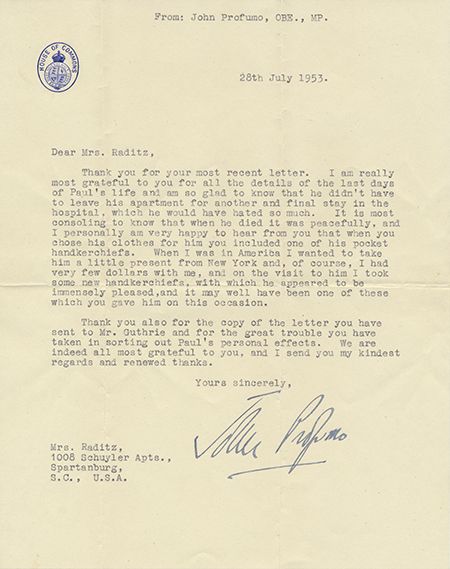 From: John Profumo, OBE., MP.
HOUSE OF COMMONS
28th July 1953.
Dear Mrs. Raditz,
Thank you for your most recent letter. I am really
most grateful to you for all the details of the last days
of Paul's life and am so glad to know that he didn't have
to leave his apartment for another and final stay in the
hospital, which he would have hated so much. It is most
consoling to know that when he died it was peacefully, and
I personally am very happy to hear from you that when you
chose his clothes for him you included one of his pocket
handkerchiefs. When I was in America I wanted to take
him a little present from New York and, of course, I had
very few dollars with me, and on the visit to him I took
some new handkerchiefs, with which he appeared to be
immensely pleased,and it may well have been one of these
which you gave him on this occasion.
Thank you also for the copy of the letter you have
sent to Mr. Guthrie and for the great trouble you have
taken in sorting out Paul's personal effects. We are
indeed all most grateful to you, and I send you my kindest
regards and renewed thanks.
Yours sincerely,
John Profumo
Mrs. Raditz,
1008 Schuyler Apts.,
Spartanburg,
S.C., U.S.A.